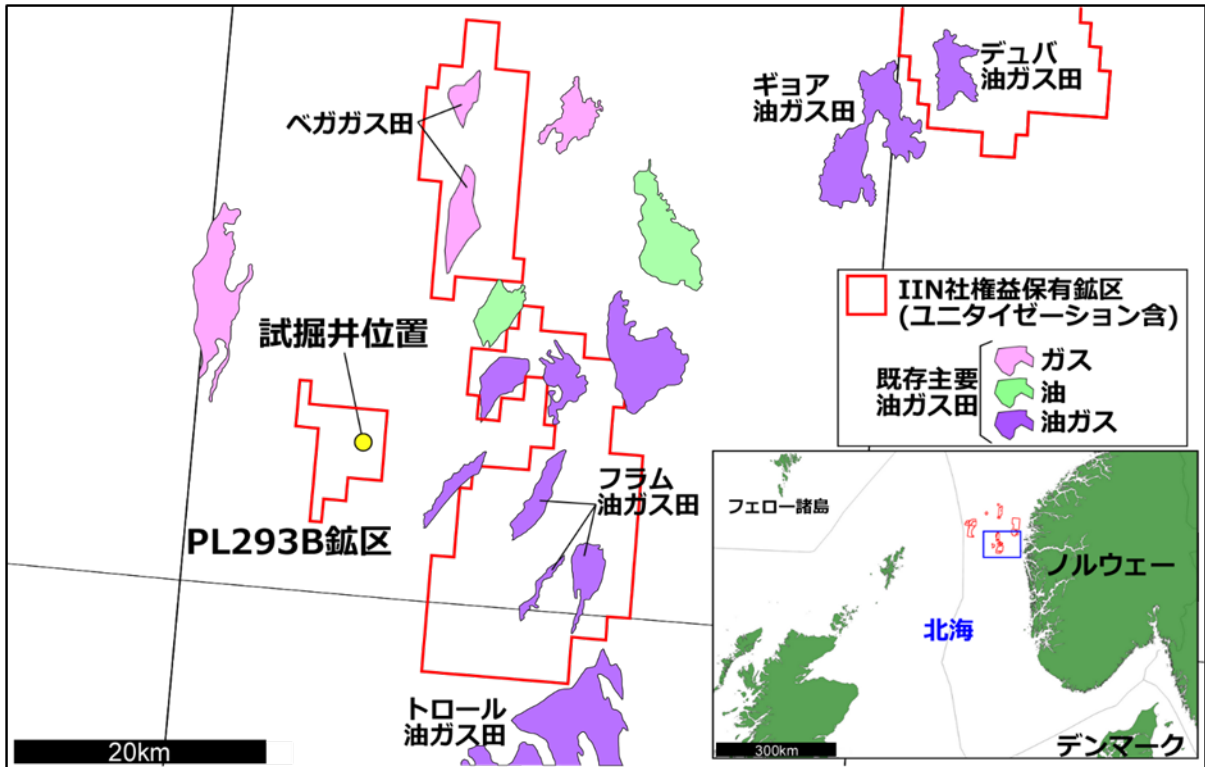 デュバ
油ガス田
ギョア
油ガス田
ベガガス田
IIN社権益保有鉱区
(ユニタイゼーション含)
既存主要
油ガス田
ガス
油
油ガス
試掘井位置
PL293B鉱区
フラム
油ガス田
トロール
油ガス田
20km
フェロー諸島
ノルウェー
北海
デンマーク
300km